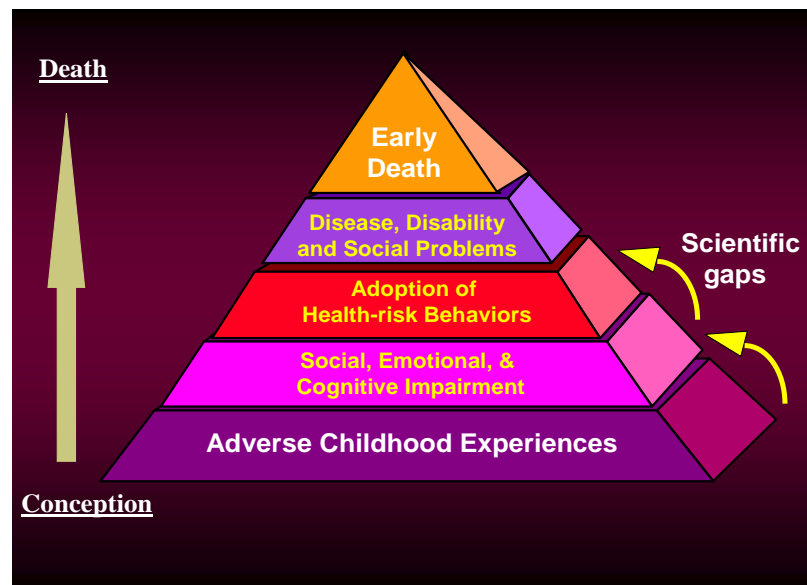 Death
Early
Death
Disease, Disability
and Social Problems
Scientific
gaps
Adoption of
Health-risk Behaviors
Social, Emotional, &
Cognitive Impairment
Adverse Childhood Experiences
Conception